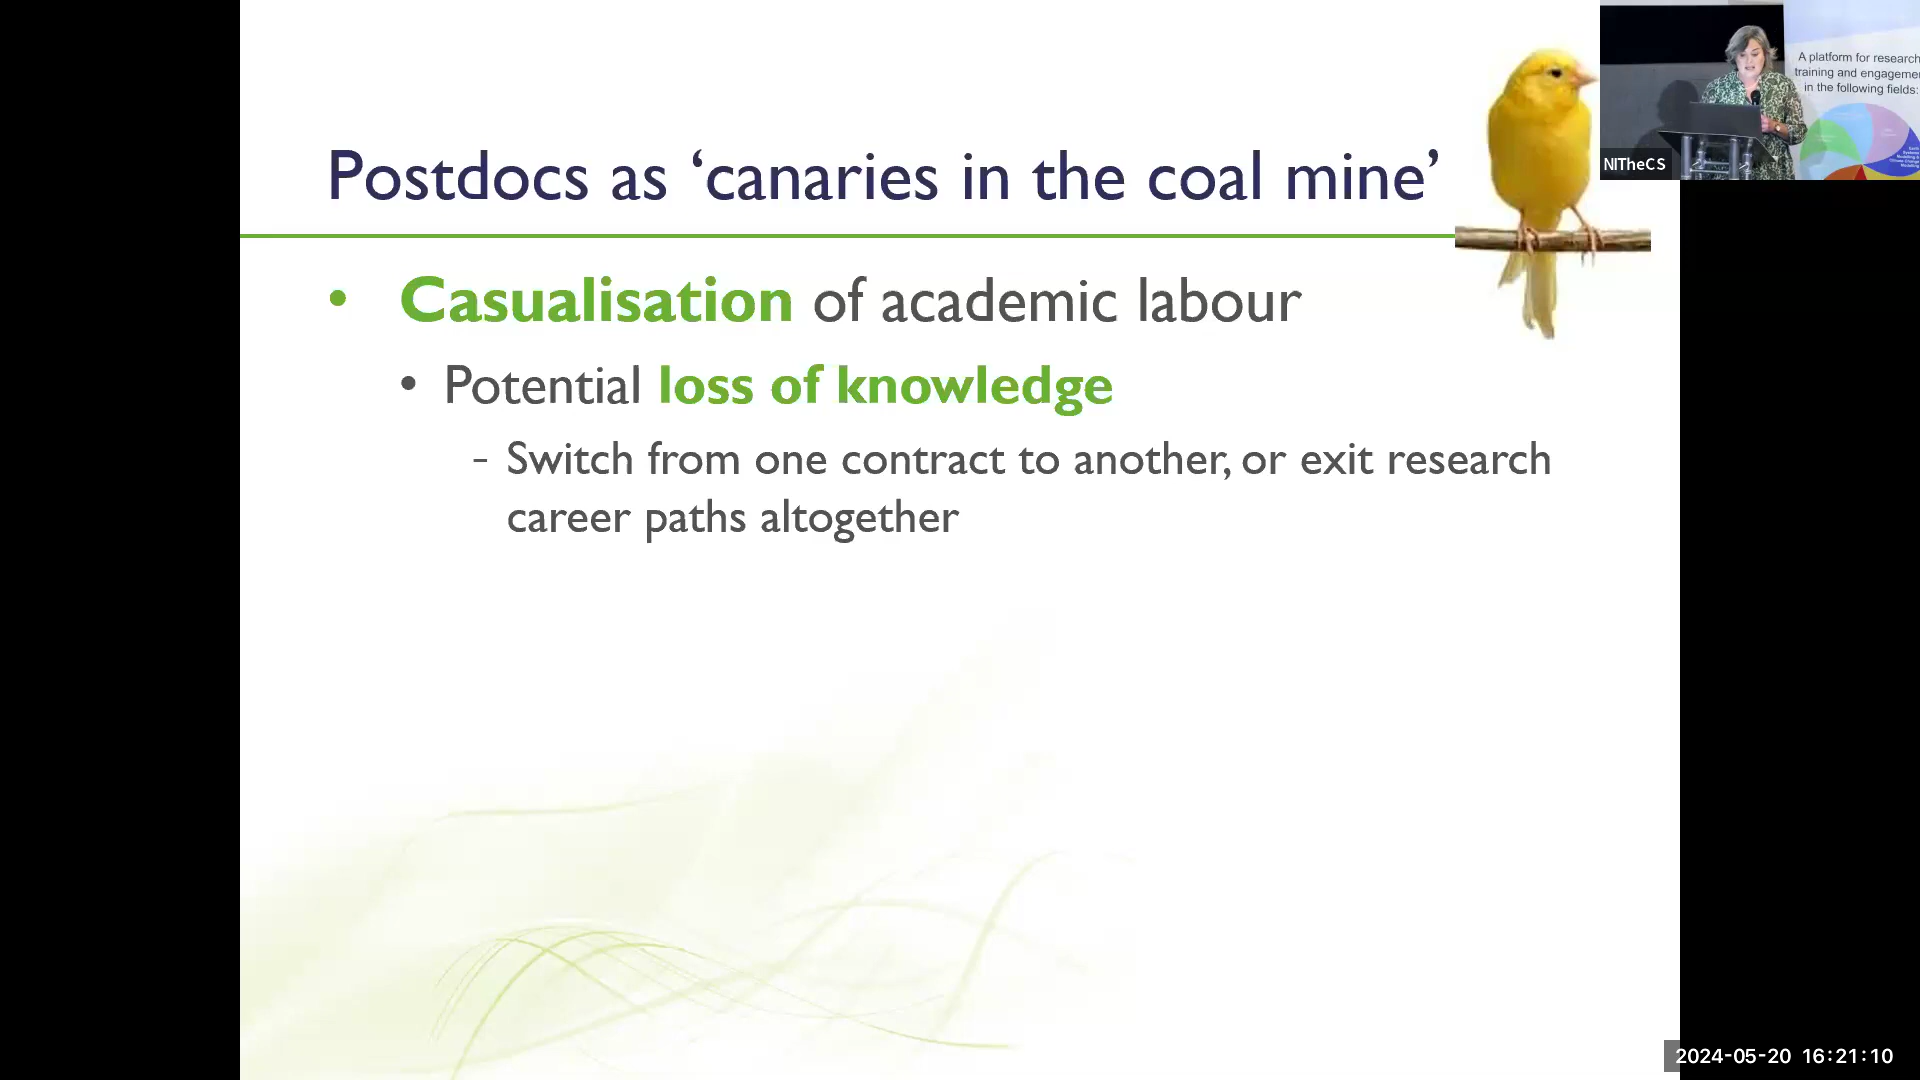 Postdocs as ‘canaries in the coal mine’
• Casualisation of academic labour
• Potential loss of knowledge
- Switch from one contract to another, or exit research
career paths altogether
A platform for research
training and engageme
in the following fields:
NITheCS
2024-05-20 16:21:10